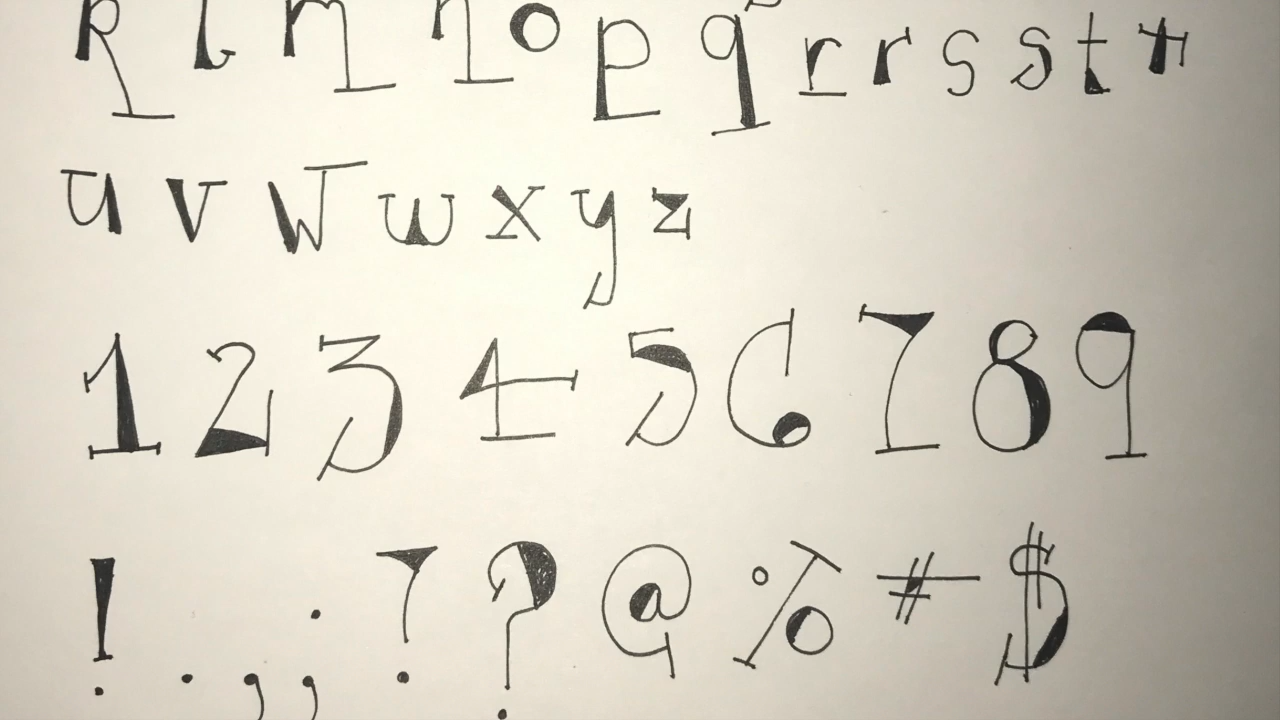 k l m n o p q r r s s t t
u v w w x y z
1 2 3 4 5 6 7 8 9
! . , ; ! ? @ % # $